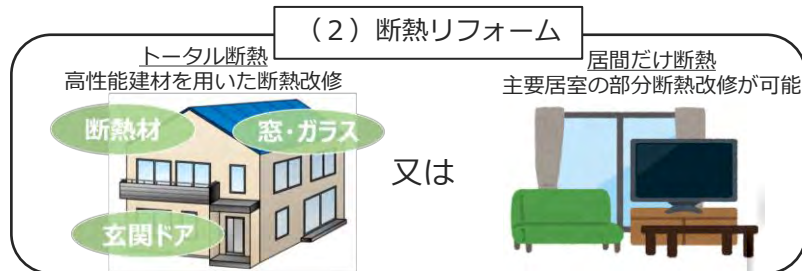 (2)断熱リフォーム
トータル断熱
高性能建材を用いた断熱改修
断熱材
窓・ガラス
玄関ドア
又は
居間だけ断熱
主要居室の部分断熱改修が可能